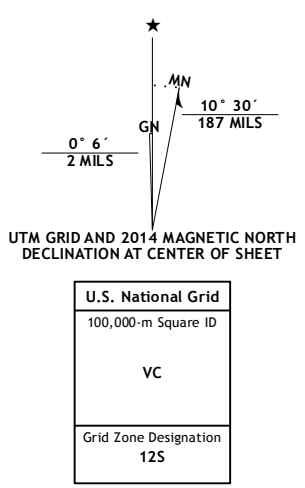 ★
MN
GN
0° 6´
2 MILS
10° 30´
187 MILS
UTM GRID AND 2014 MAGNETIC NORTH
DECLINATION AT CENTER OF SHEET
U.S. National Grid
100,000-m Square ID
VC
Grid Zone Designation
12S